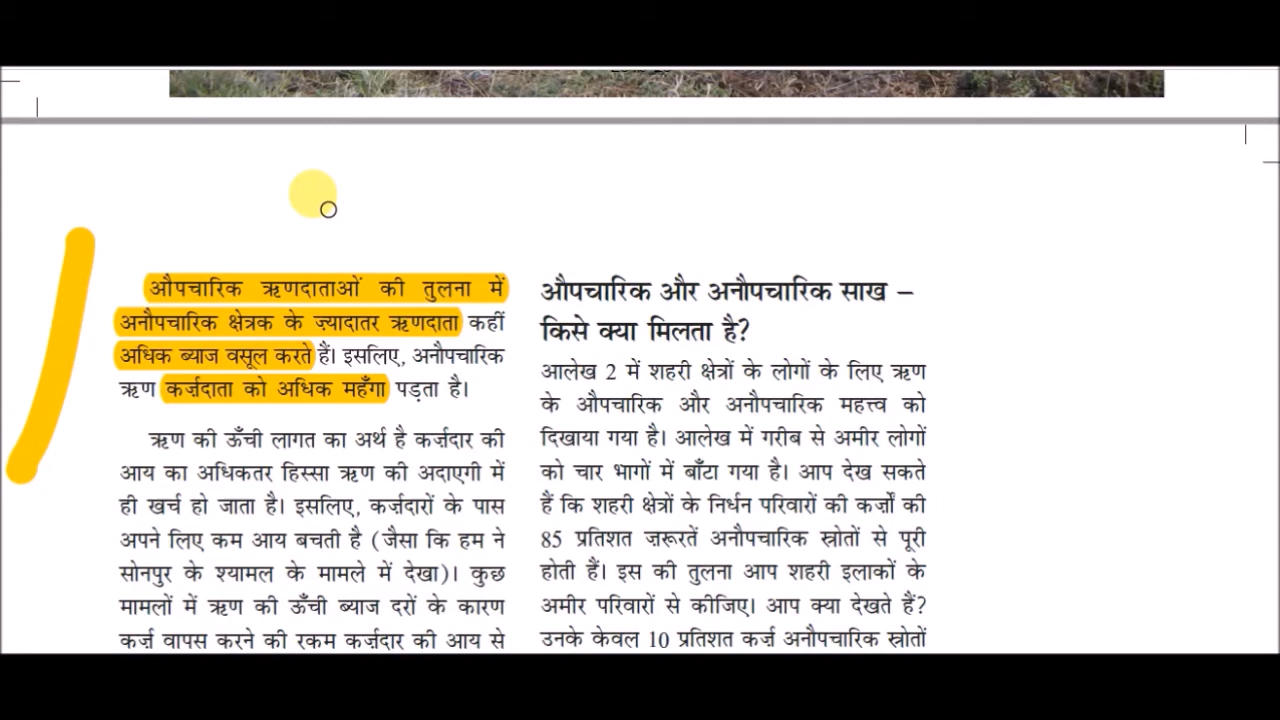 औपचारिक ऋणदाताओं की तुलना में
अनौपचारिक क्षेत्रक के ज्यादातर ऋणदाता कहीं
अधिक ब्याज वसूल करते हैं। इसलिए, अनौपचारिक
ऋण कर्ज़दाता को अधिक महँगा पड़ता है।
ऋण की ऊँची लागत का अर्थ है कर्ज़दार की
आय का अधिकतर हिस्सा ऋण की अदाएगी में
ही खर्च हो जाता है। इसलिए, कर्ज़दारों के पास
अपने लिए कम आय बचती है (जैसा कि हम ने
सोनपुर के श्यामल के मामले में देखा)। कुछ
मामलों में ऋण की ऊँची ब्याज दरों के कारण
कर्ज़ वापस करने की रकम कर्ज़दार की आय से
औपचारिक और अनौपचारिक साख –
किसे क्या मिलता है?
आलेख 2 में शहरी क्षेत्रों के लोगों के लिए ऋण
के औपचारिक और अनौपचारिक महत्त्व को
दिखाया गया है। आलेख में गरीब से अमीर लोगों
को चार भागों में बाँटा गया है। आप देख सकते
हैं कि शहरी क्षेत्रों के निर्धन परिवारों की कर्ज़ों की
85 प्रतिशत ज़रूरतें अनौपचारिक स्रोतों से पूरी
होती हैं। इस की तुलना आप शहरी इलाकों के
अमीर परिवारों से कीजिए। आप क्या देखते हैं?
उनके केवल 10 प्रतिशत कर्ज़ अनौपचारिक स्रोतों